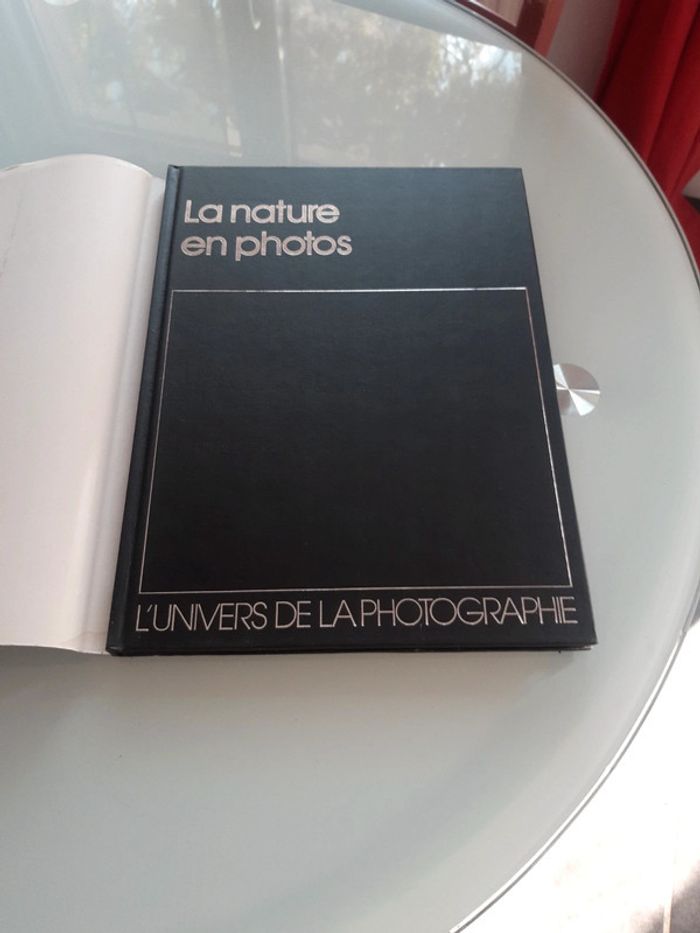 La nature
en photos
L'UNIVERS DE LA PHOTOGRAPHIE